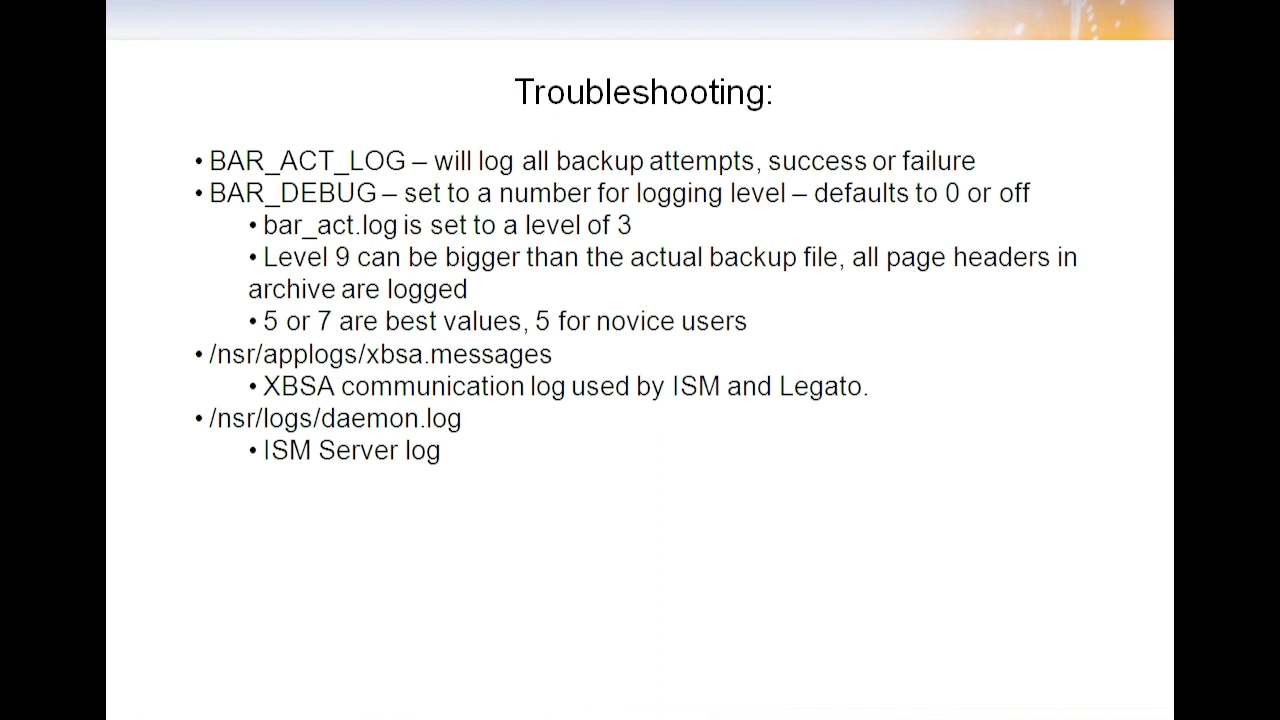 Troubleshooting:
• BAR_ACT_LOG – will log all backup attempts, success or failure
• BAR_DEBUG – set to a number for logging level – defaults to 0 or off
• bar_act.log is set to a level of 3
• Level 9 can be bigger than the actual backup file, all page headers in
archive are logged
• 5 or 7 are best values, 5 for novice users
• /nsr/applogs/xbsa.messages
• XBSA communication log used by ISM and Legato.
• /nsr/logs/daemon.log
• ISM Server log